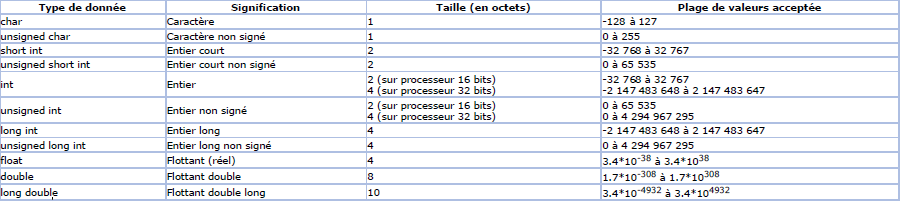 Type de donnée Signification Taille (en octets) Plage de valeurs acceptée
char Caractère 1 -128 à 127
unsigned char Caractère non signé 1 0 à 255
short int Entier court 2 -32 768 à 32 767
unsigned short int Entier court non signé 2 0 à 65 535
int Entier 2 (sur processeur 16 bits) -32 768 à 32 767
4 (sur processeur 32 bits) -2 147 483 648 à 2 147 483 647
unsigned int Entier non signé 2 (sur processeur 16 bits) 0 à 65 535
4 (sur processeur 32 bits) 0 à 4 294 967 295
long int Entier long 4 -2 147 483 648 à 2 147 483 647
unsigned long int Entier long non signé 4 0 à 4 294 967 295
float Flottant (réel) 4 3.4*10^-38 à 3.4*10^38
double Flottant double 8 1.7*10^-308 à 1.7*10^308
long double Flottant double long 10 3.4*10^-4932 à 3.4*10^4932